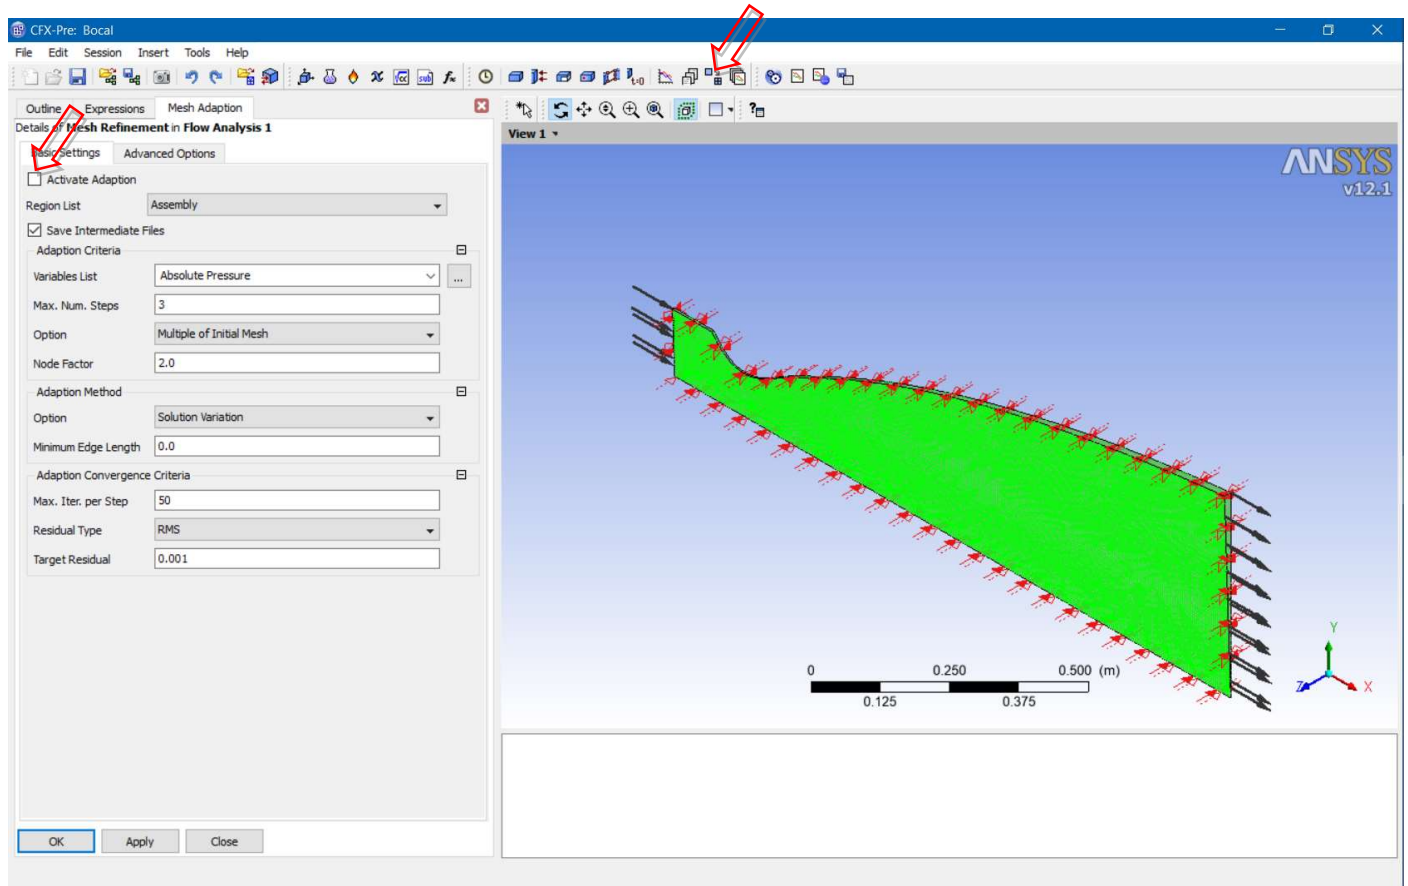 CFX-Pre: Bocal
File Edit Session Insert Tools Help
Outline Expressions Mesh Adaption
Details of Mesh Refinement in Flow Analysis 1
Basic Settings Advanced Options
Activate Adaption
Region List Assembly
Save Intermediate Files
Adaption Criteria
Variables List Absolute Pressure ...
Max. Num. Steps 3
Option Multiple of Initial Mesh
Node Factor 2.0
Adaption Method
Option Solution Variation
Minimum Edge Length 0.0
Adaption Convergence Criteria
Max. Iter. per Step 50
Residual Type RMS
Target Residual 0.001
OK Apply Close
View 1
ANSYS
v12.1
0 0.250 0.500 (m)
0.125 0.375
Y
Z X